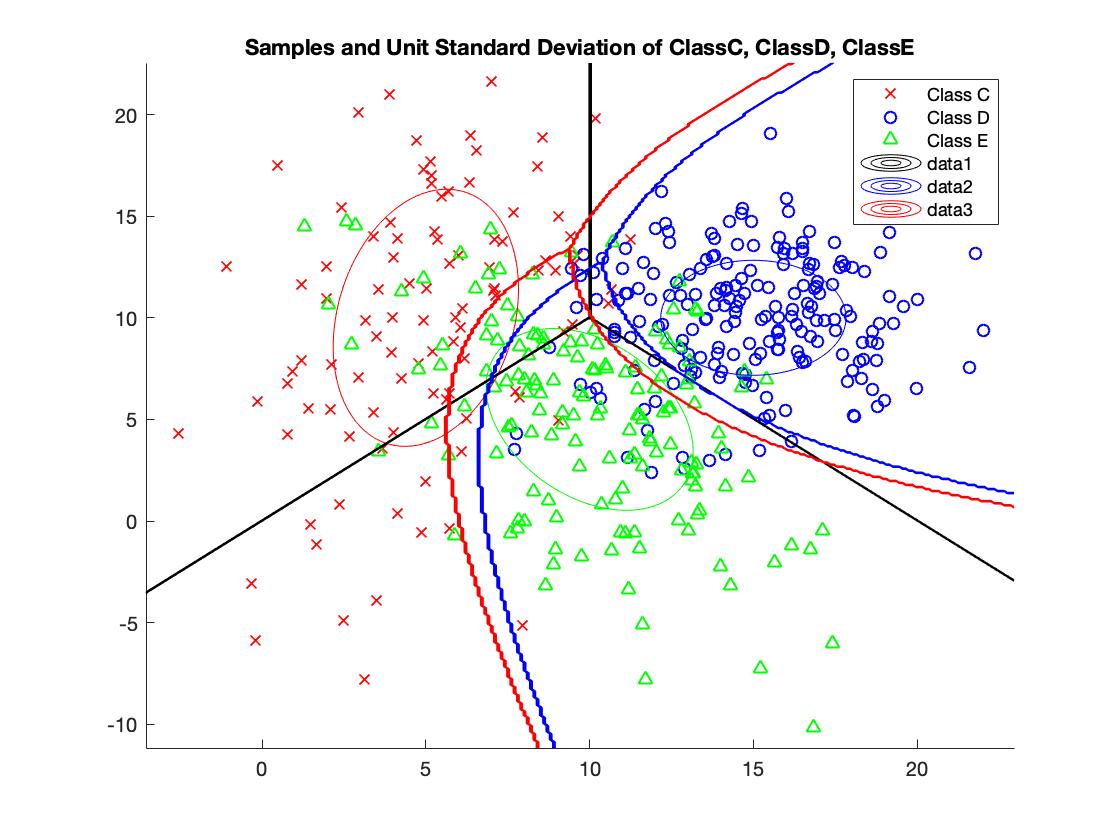 Samples and Unit Standard Deviation of ClassC, ClassD, ClassE
Class C
Class D
Class E
data1
data2
data3
20
15
10
5
0
-5
-10
0
5
10
15
20